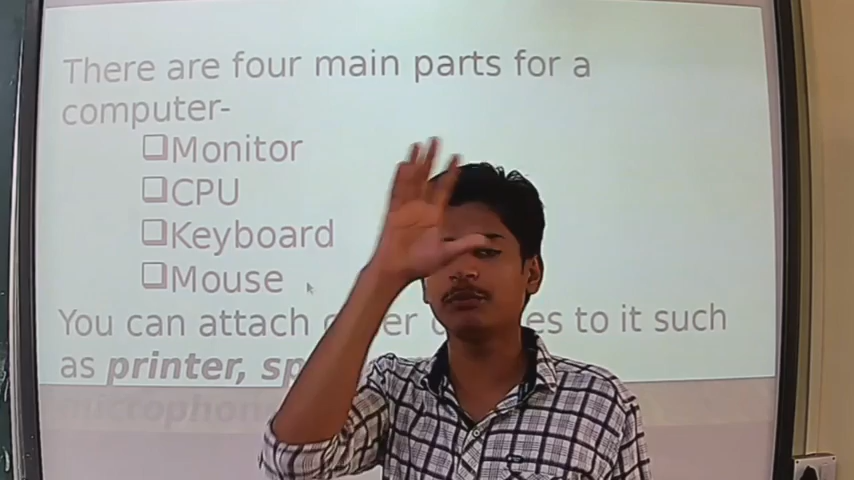 There are four main parts for a
computer-
❑Monitor
❑CPU
❑Keyboard
❑Mouse
You can attach to it such
as printer,